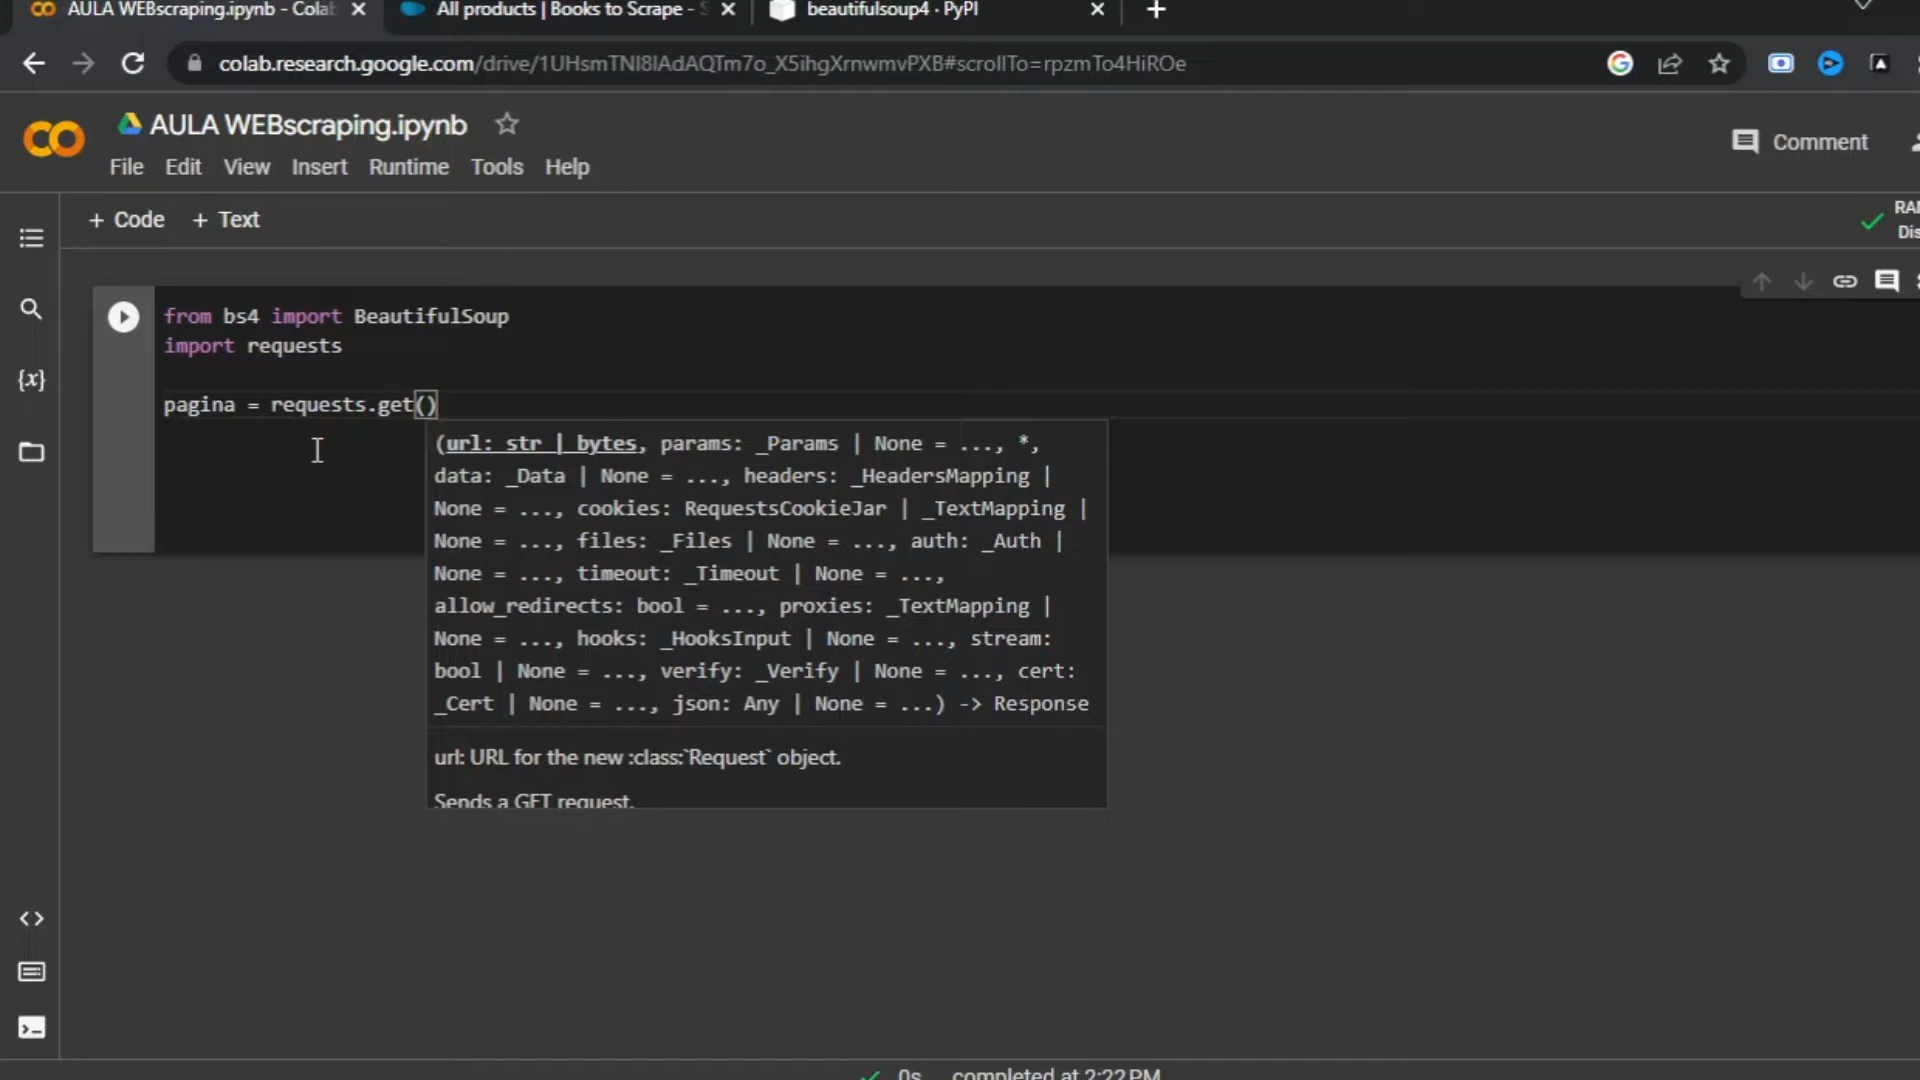 AULA WEBscraping.ipynb - Colab
All products | Books to Scrape - S
beautifulsoup4 · PyPI
colab.research.google.com/drive/1UHsmTNI8lAdAQTm7o_X5ihgXrnwmvPXB#scrollTo=rpzmTo4HiROe
AULA WEBscraping.ipynb
Comment
File Edit View Insert Runtime Tools Help
+ Code + Text
RAM
Dis
from bs4 import BeautifulSoup
import requests
pagina = requests.get()
(url: str | bytes, params: _Params | None = ..., *,
data: _Data | None = ..., headers: _HeadersMapping |
None = ..., cookies: RequestsCookieJar | _TextMapping |
None = ..., files: _Files | None = ..., auth: _Auth |
None = ..., timeout: _Timeout | None = ...,
allow_redirects: bool = ..., proxies: _TextMapping |
None = ..., hooks: _HooksInput | None = ..., stream:
bool | None = ..., verify: _Verify | None = ..., cert:
_Cert | None = ..., json: Any | None = ...) -> Response
url: URL for the new :class:`Request` object.
Sends a GET request.
0s completed at 2:22 PM